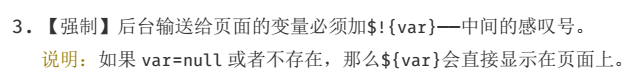 3. 【强制】后台输送给页面的变量必须加$!{var}——中间的感叹号。
说明：如果 var=null 或者不存在，那么${var}会直接显示在页面上。